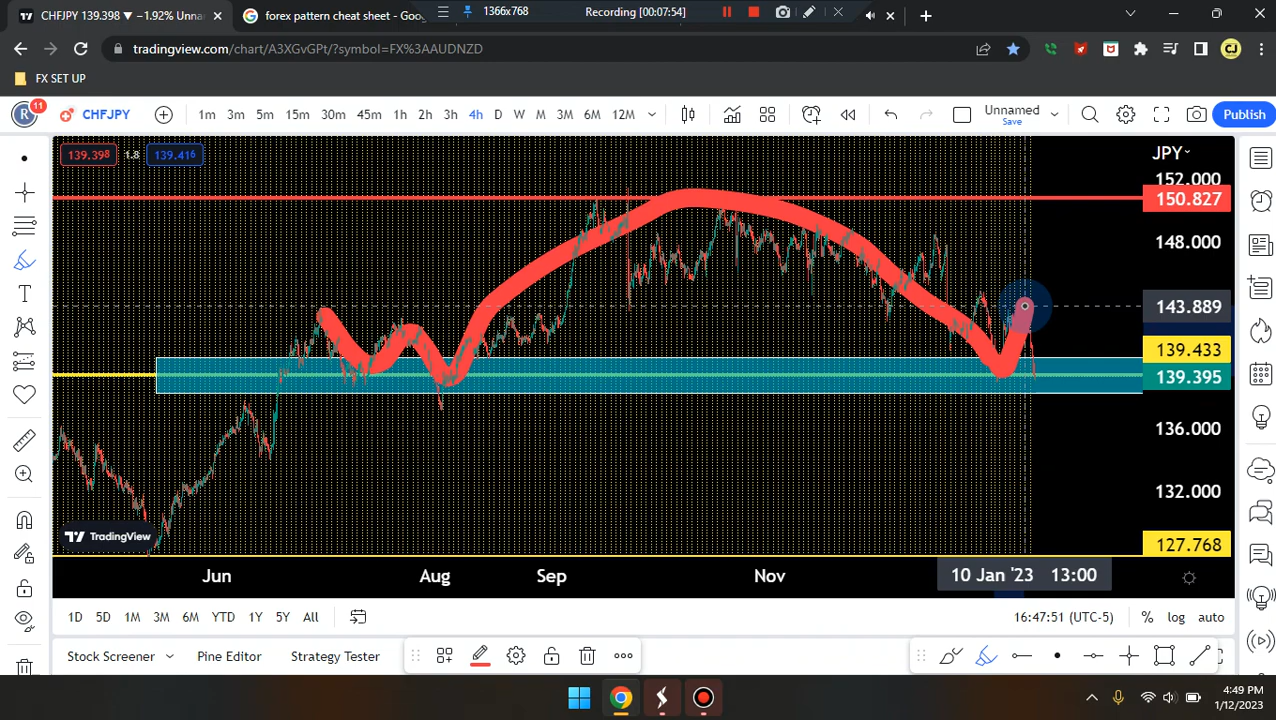 CHFJPY 139.398 ▼ −1.92% Unna
forex pattern cheat sheet - Goo
1366x768
Recording [00:07:54]
tradingview.com/chart/A3XGvGPt/?symbol=FX%3AAUDNZD
CJ
FX SET UP
R
11
CHFJPY
1m 3m 5m 15m 30m 45m 1h 2h 3h 4h D W M 3M 6M 12M
Unnamed
Save
Publish
139.398
1.8
139.416
JPY
152.000
150.827
148.000
143.889
139.433
139.395
136.000
132.000
127.768
TradingView
Jun Aug Sep Nov
10 Jan '23 13:00
1D 5D 1M 3M 6M YTD 1Y 5Y All
16:47:51 (UTC-5)
% log auto
Stock Screener
Pine Editor
Strategy Tester
4:49 PM
1/12/2023